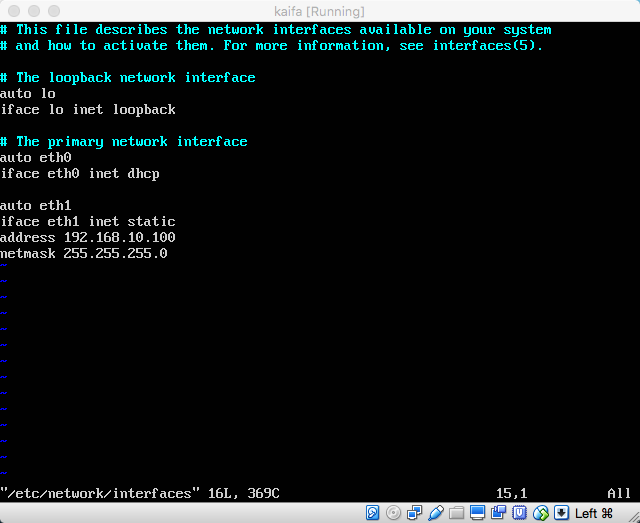 kaifa [Running]
# This file describes the network interfaces available on your system
# and how to activate them. For more information, see interfaces(5).
# The loopback network interface
auto lo
iface lo inet loopback
# The primary network interface
auto eth0
iface eth0 inet dhcp
auto eth1
iface eth1 inet static
address 192.168.10.100
netmask 255.255.255.0
~
~
~
~
~
~
~
~
~
~
~
~
~
~
"/etc/network/interfaces" 16L, 369C 15,1 All
Left ⌘